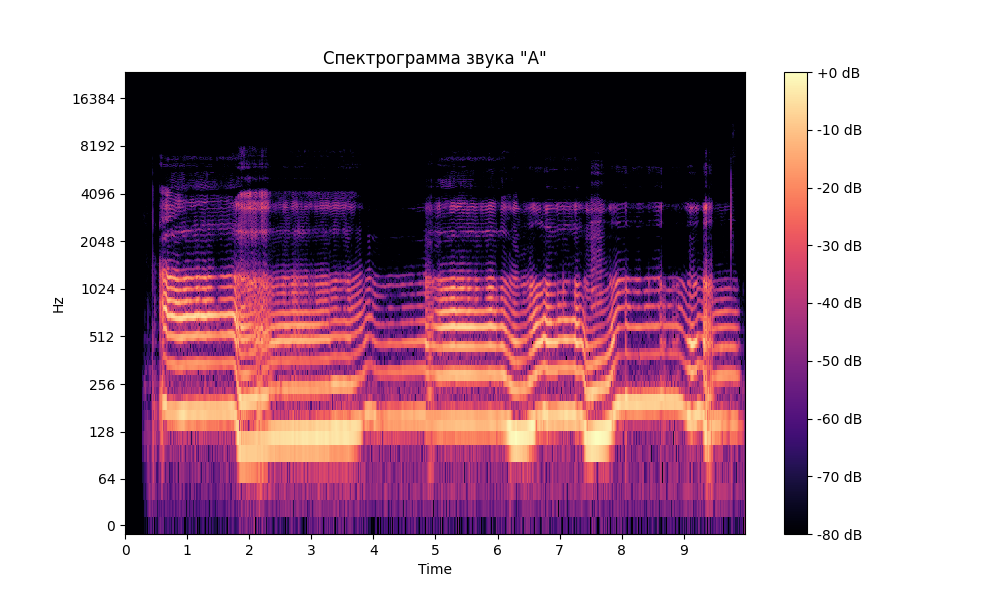 Спектрограмма звука "А"
Hz
16384
8192
4096
2048
1024
512
256
128
64
0
0 1 2 3 4 5 6 7 8 9
Time
+0 dB
-10 dB
-20 dB
-30 dB
-40 dB
-50 dB
-60 dB
-70 dB
-80 dB